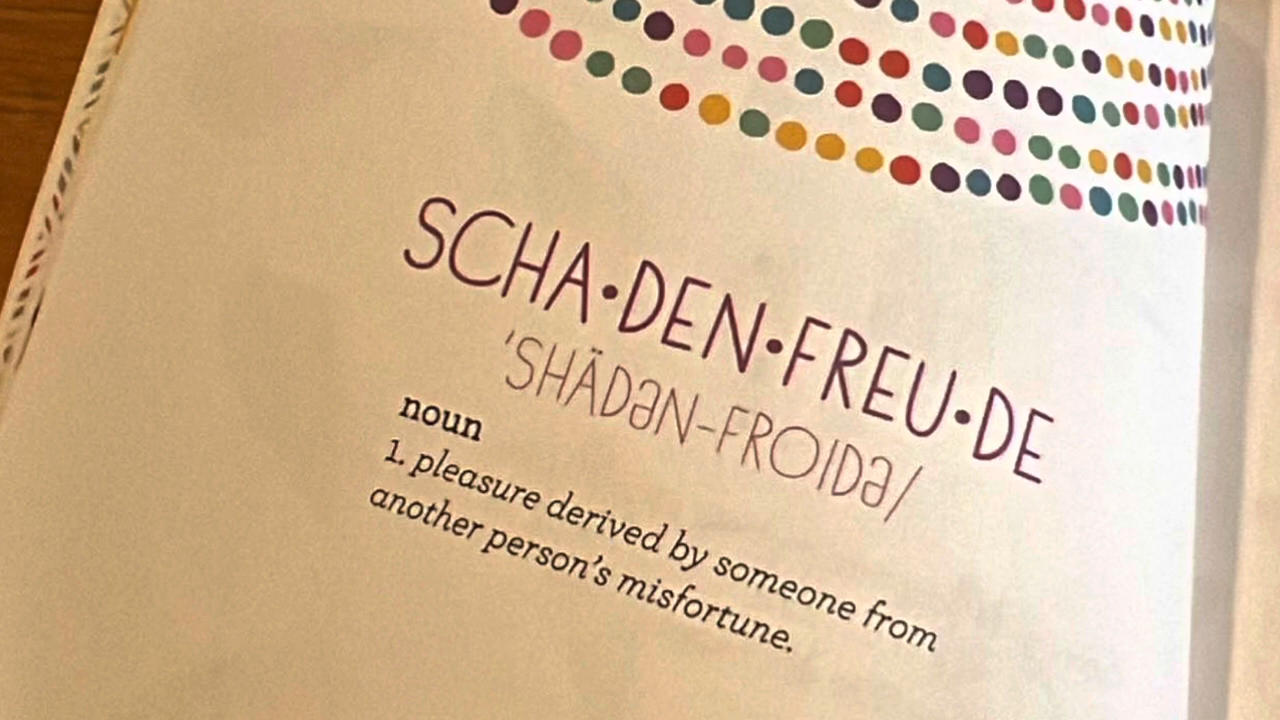 SCHA•DEN•FREU•DE
'SHÄDƏN-FROIDƏ/
noun
1. pleasure derived by someone from
another person's misfortune.